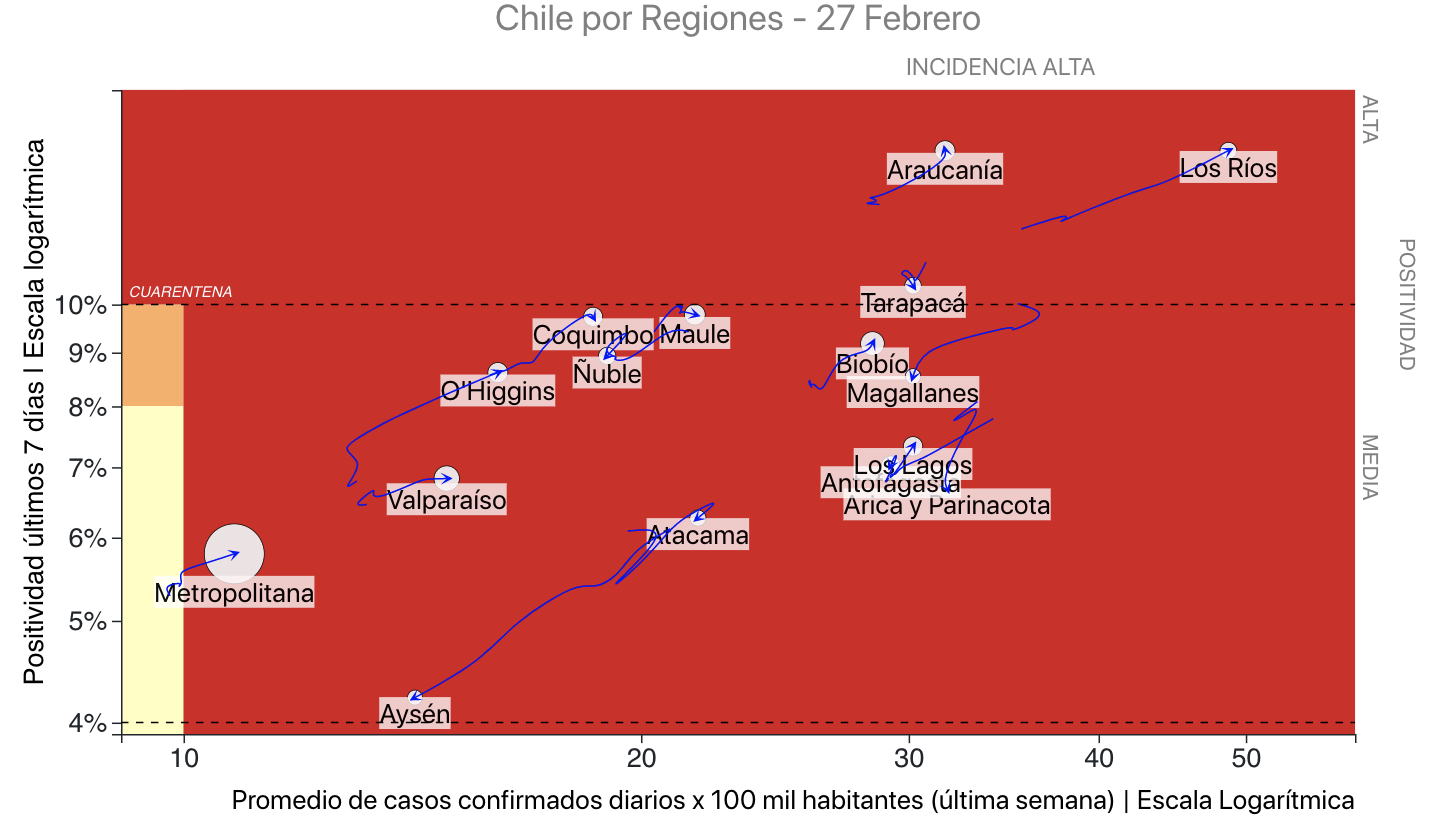 Chile por Regiones - 27 Febrero
INCIDENCIA ALTA
ALTA
Araucanía
Los Ríos
POSITIVIDAD
CUARENTENA
10%
Tarapacá
Coquimbo
Maule
9%
Biobío
Ñuble
O'Higgins
Magallanes
8%
MEDIA
7%
Los Lagos
Antofagasta
Valparaíso
Arica y Parinacota
6%
Atacama
Metropolitana
5%
Aysén
4%
Positividad últimos 7 días I Escala logarítmica
10 20 30 40 50
Promedio de casos confirmados diarios x 100 mil habitantes (última semana) | Escala Logarítmica